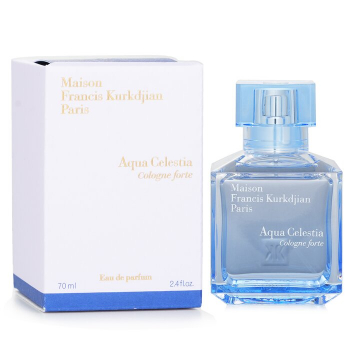 Maison
Francis Kurkdjian
Paris
Aqua Celestia
Cologne forte
Eau de parfum
70 ml 2.4 fl.oz.
Maison
Francis Kurkdjian
Paris
Aqua Celestia
Cologne forte